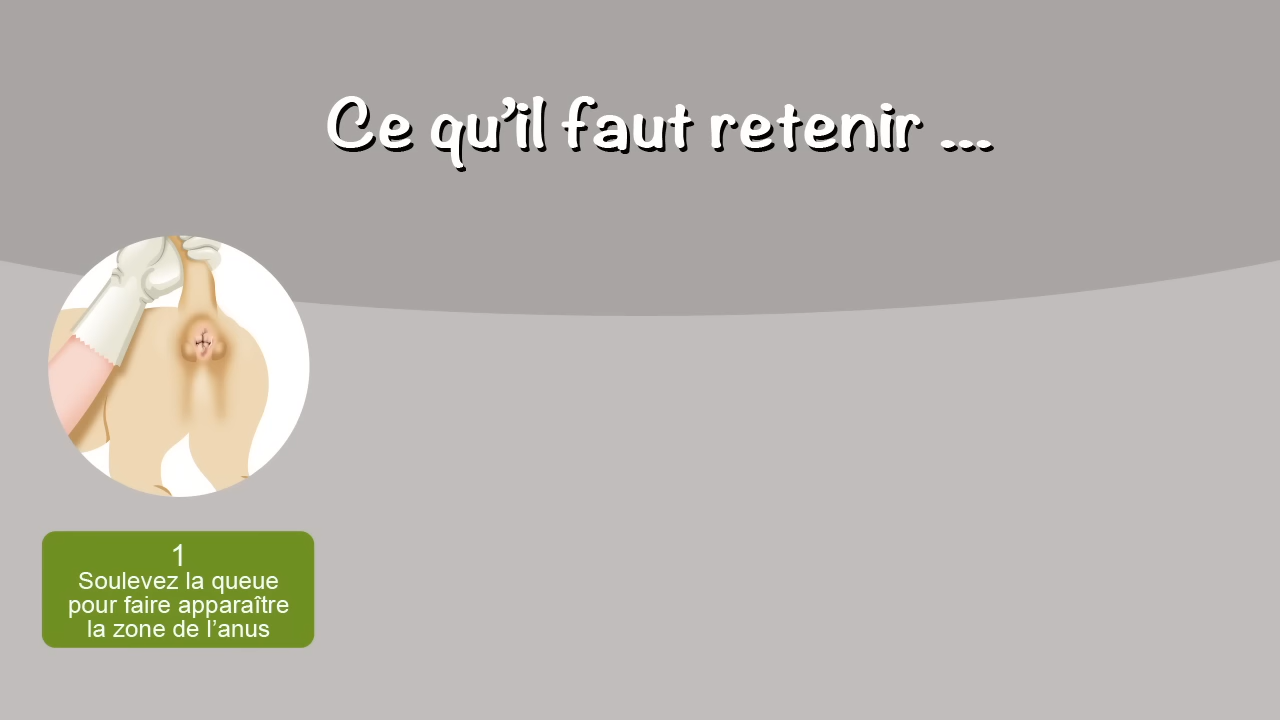 Ce qu’il faut retenir ...
1
Soulevez la queue
pour faire apparaître
la zone de l’anus